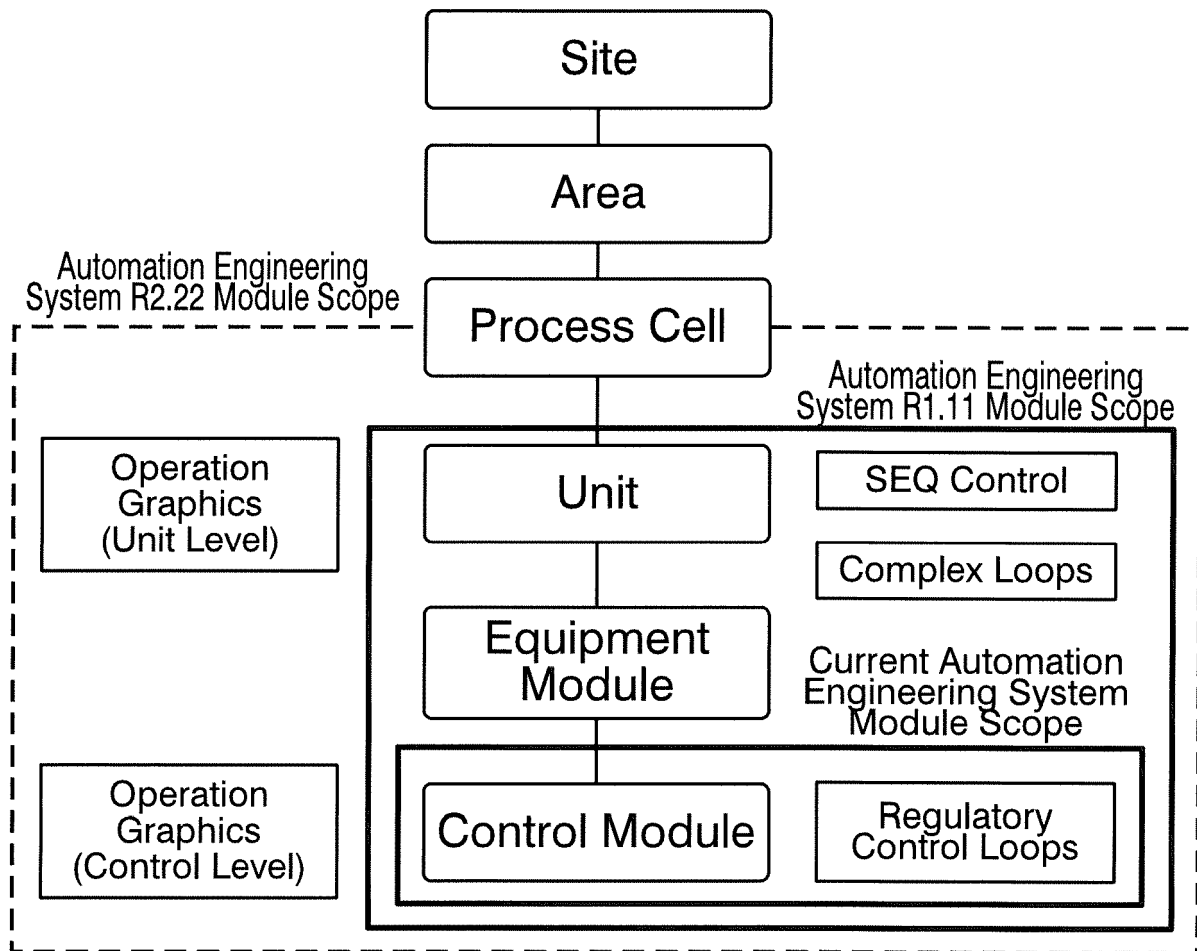 Site
Area
Automation Engineering
System R2.22 Module Scope
Process Cell
Automation Engineering
System R1.11 Module Scope
Operation
Graphics
(Unit Level)
Unit
SEQ Control
Complex Loops
Equipment
Module
Current Automation
Engineering System
Module Scope
Operation
Graphics
(Control Level)
Control Module
Regulatory
Control Loops